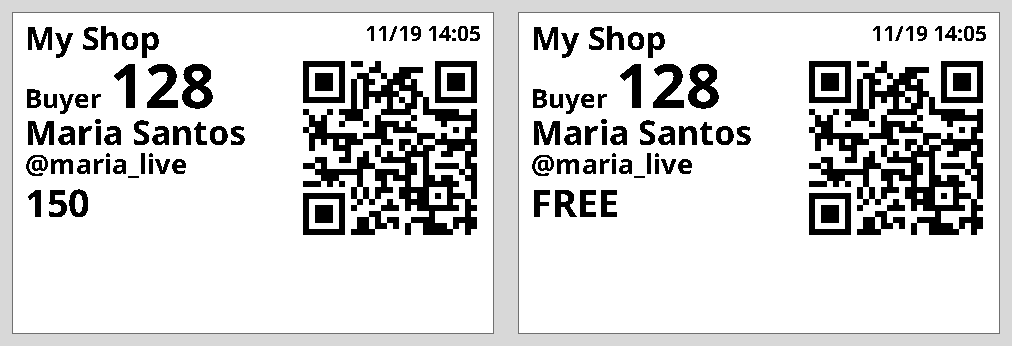 My Shop 11/19 14:05
Buyer 128
Maria Santos
@maria_live
150
My Shop 11/19 14:05
Buyer 128
Maria Santos
@maria_live
FREE